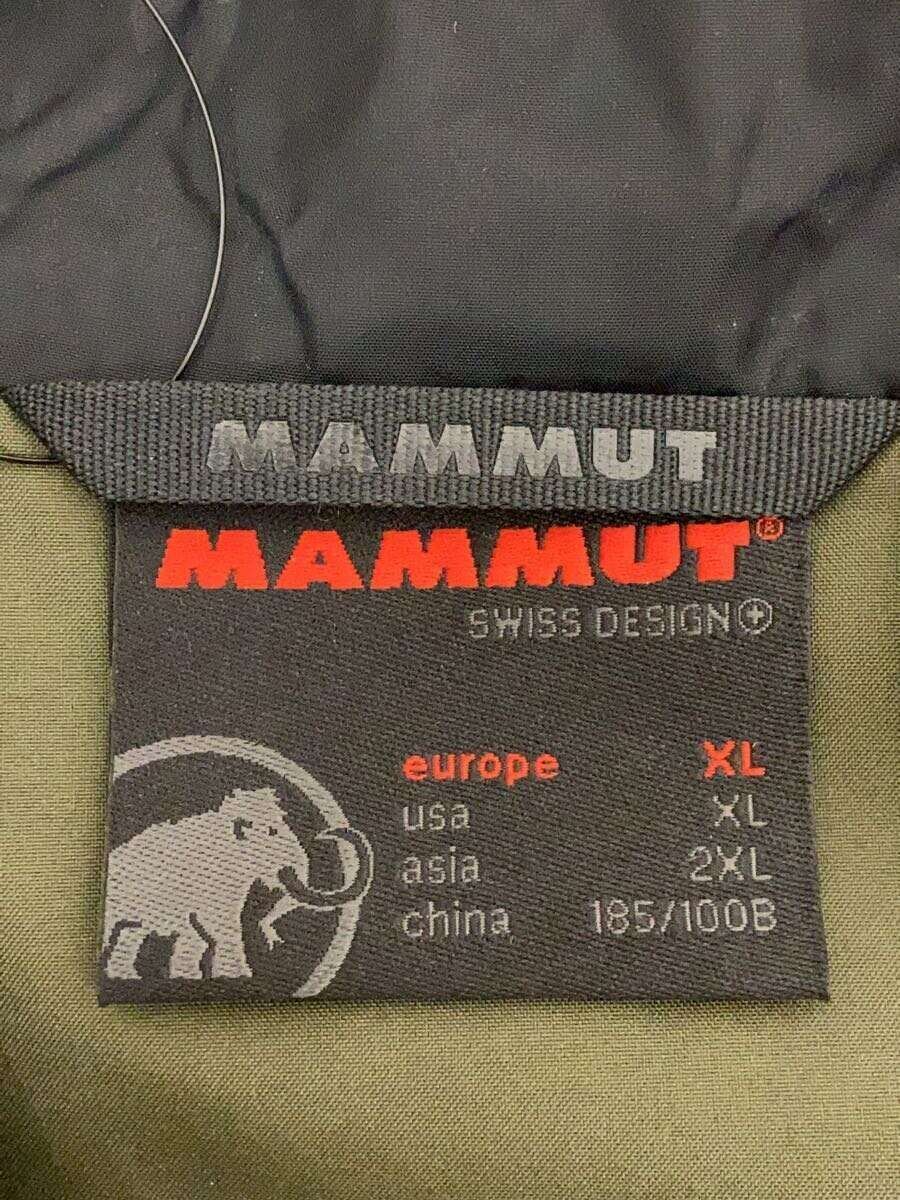 MAMMUT
MAMMUT®
SWISS DESIGN
europe XL
usa XL
asia 2XL
china 185/100B